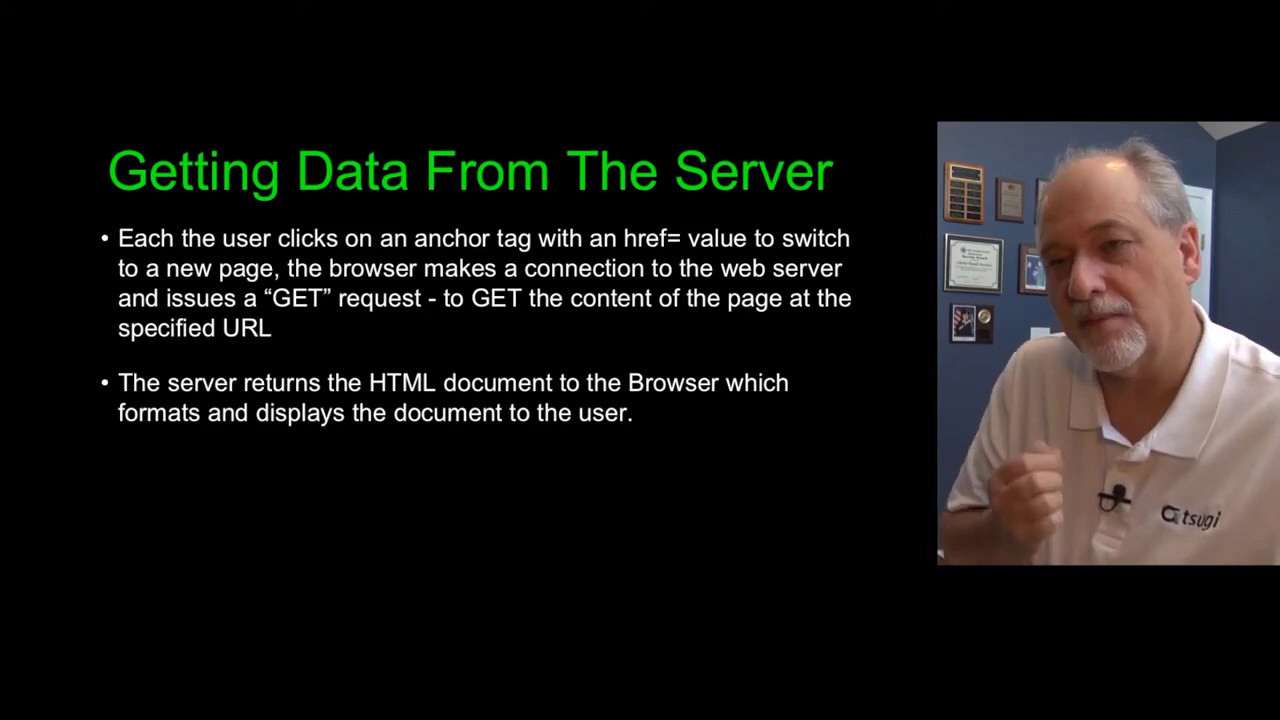 Getting Data From The Server
• Each the user clicks on an anchor tag with an href= value to switch
to a new page, the browser makes a connection to the web server
and issues a “GET” request - to GET the content of the page at the
specified URL
• The server returns the HTML document to the Browser which
formats and displays the document to the user.
tsugi